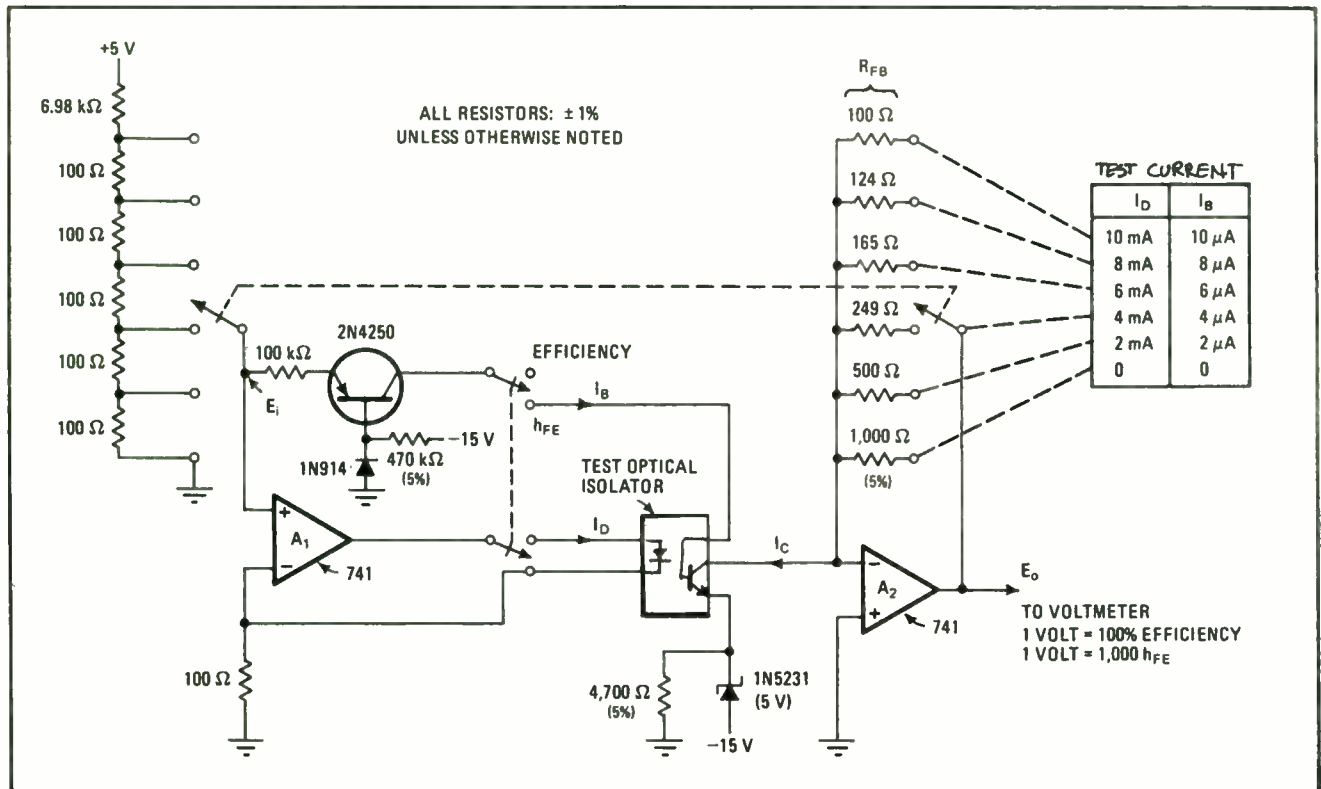 +5 V
6.98 kΩ
100 Ω
100 Ω
100 Ω
100 Ω
100 Ω
ALL RESISTORS: ± 1%
UNLESS OTHERWISE NOTED
R_FB
100 Ω
124 Ω
165 Ω
249 Ω
500 Ω
1,000 Ω
(5%)
TEST CURRENT
I_D I_B
10 mA 10 μA
8 mA 8 μA
6 mA 6 μA
4 mA 4 μA
2 mA 2 μA
0 0
2N4250
100 kΩ
E_i
EFFICIENCY
I_B
h_FE
−15 V
1N914
470 kΩ
(5%)
TEST OPTICAL
ISOLATOR
+
A_1
−
741
I_D
I_C
−
A_2
+
741
E_o
TO VOLTMETER
1 VOLT = 100% EFFICIENCY
1 VOLT = 1,000 h_FE
100 Ω
4,700 Ω
(5%)
1N5231
(5 V)
−15 V